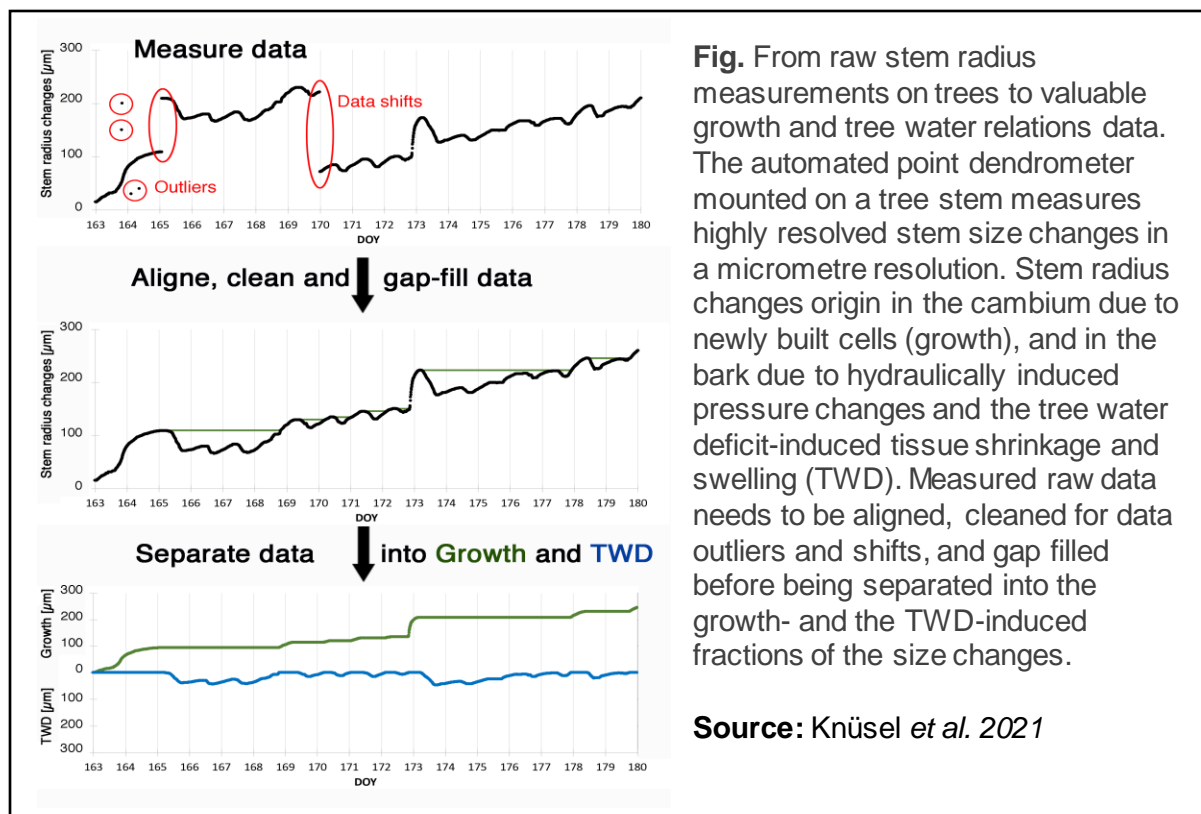 Measure data
Stem radius changes [µm]
300
200
100
0
Outliers
Data shifts
163 164 165 166 167 168 169 170 171 172 173 174 175 176 177 178 179 180
DOY
Aligne, clean and gap-fill data
Stem radius changes [µm]
300
200
100
0
163 164 165 166 167 168 169 170 171 172 173 174 175 176 177 178 179 180
DOY
Separate data into Growth and TWD
Growth [µm]
TWD [µm]
300
200
100
0
100
200
300
163 164 165 166 167 168 169 170 171 172 173 174 175 176 177 178 179 180
DOY
Fig. From raw stem radius
measurements on trees to valuable
growth and tree water relations data.
The automated point dendrometer
mounted on a tree stem measures
highly resolved stem size changes in
a micrometre resolution. Stem radius
changes origin in the cambium due to
newly built cells (growth), and in the
bark due to hydraulically induced
pressure changes and the tree water
deficit-induced tissue shrinkage and
swelling (TWD). Measured raw data
needs to be aligned, cleaned for data
outliers and shifts, and gap filled
before being separated into the
growth- and the TWD-induced
fractions of the size changes.
Source: Knüsel et al. 2021